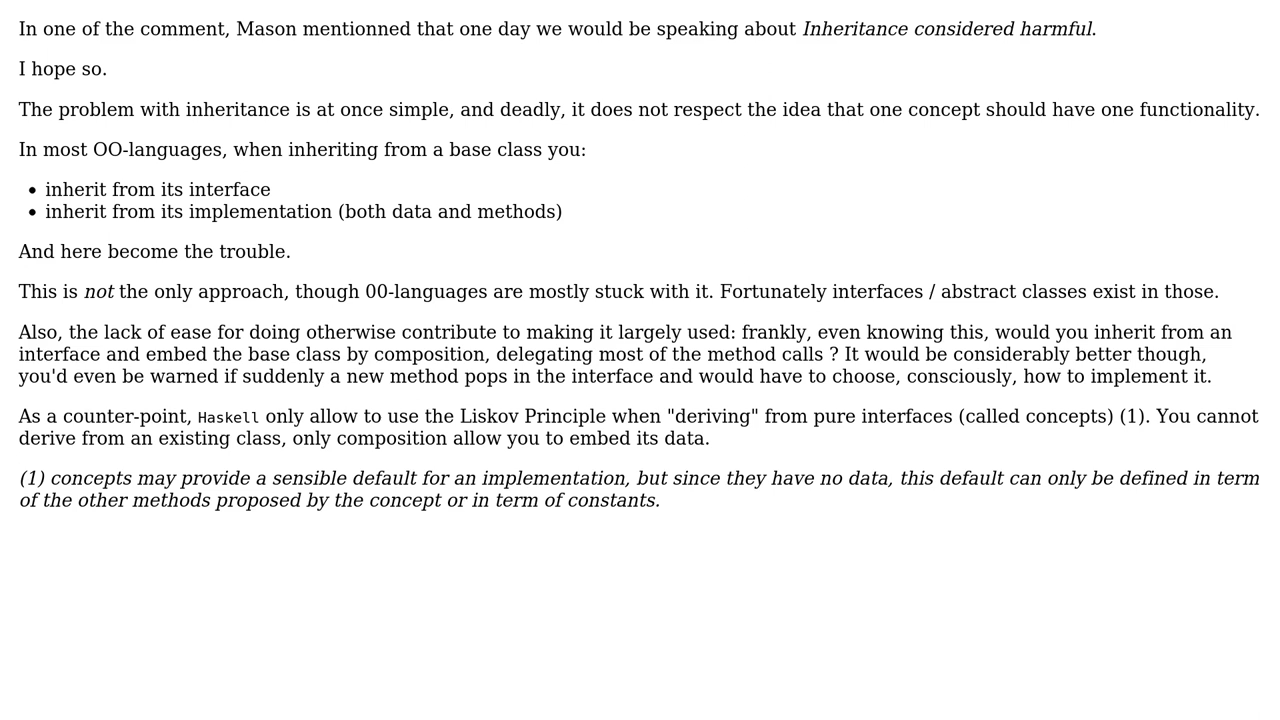 In one of the comment, Mason mentionned that one day we would be speaking about Inheritance considered harmful.
I hope so.
The problem with inheritance is at once simple, and deadly, it does not respect the idea that one concept should have one functionality.
In most OO-languages, when inheriting from a base class you:
• inherit from its interface
• inherit from its implementation (both data and methods)
And here become the trouble.
This is not the only approach, though 00-languages are mostly stuck with it. Fortunately interfaces / abstract classes exist in those.
Also, the lack of ease for doing otherwise contribute to making it largely used: frankly, even knowing this, would you inherit from an
interface and embed the base class by composition, delegating most of the method calls ? It would be considerably better though,
you'd even be warned if suddenly a new method pops in the interface and would have to choose, consciously, how to implement it.
As a counter-point, Haskell only allow to use the Liskov Principle when "deriving" from pure interfaces (called concepts) (1). You cannot
derive from an existing class, only composition allow you to embed its data.
(1) concepts may provide a sensible default for an implementation, but since they have no data, this default can only be defined in term
of the other methods proposed by the concept or in term of constants.